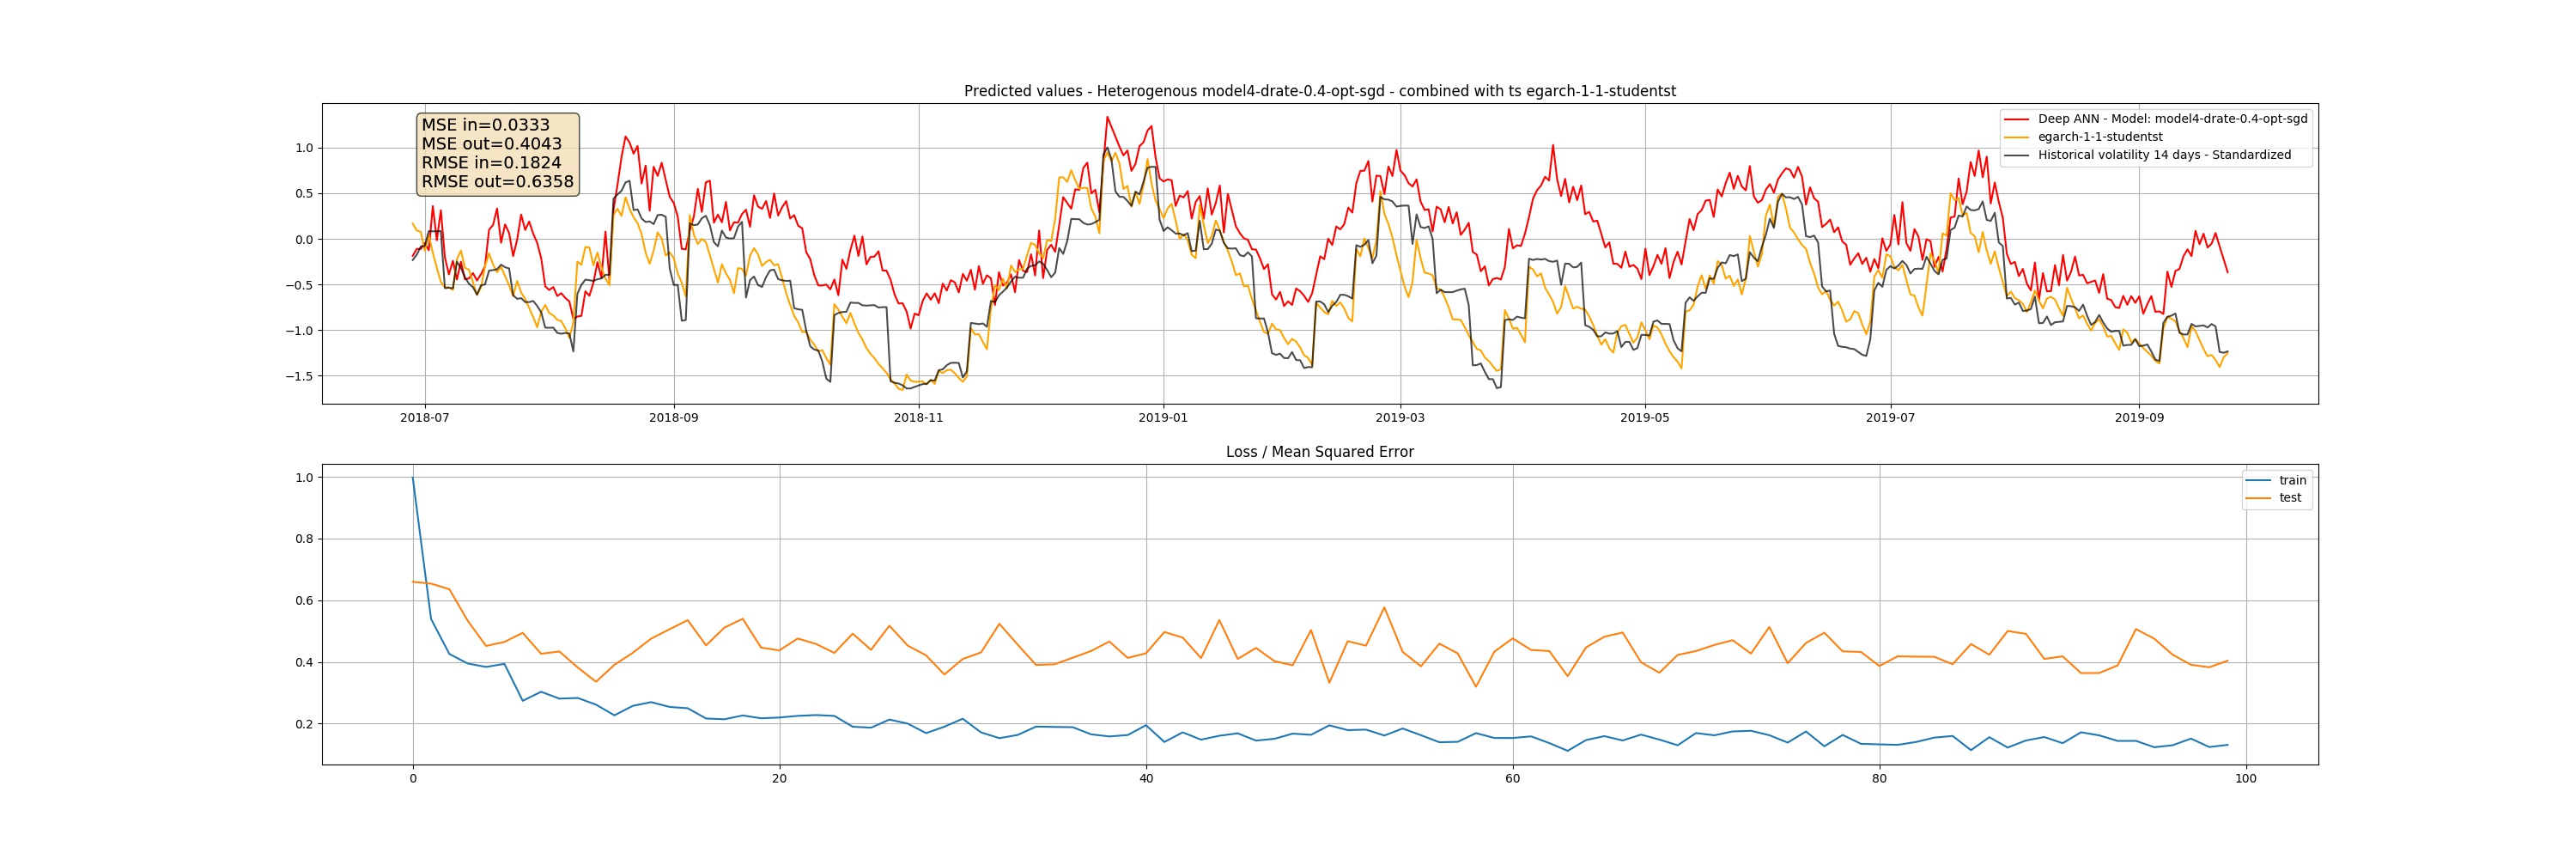 Predicted values - Heterogenous model4-drate-0.4-opt-sgd - combined with ts egarch-1-1-studentst
MSE in=0.0333
MSE out=0.4043
RMSE in=0.1824
RMSE out=0.6358
Deep ANN - Model: model4-drate-0.4-opt-sgd
egarch-1-1-studentst
Historical volatility 14 days - Standardized
1.0
0.5
0.0
−0.5
−1.0
−1.5
2018-07 2018-09 2018-11 2019-01 2019-03 2019-05 2019-07 2019-09
Loss / Mean Squared Error
train
test
1.0
0.8
0.6
0.4
0.2
0 20 40 60 80 100